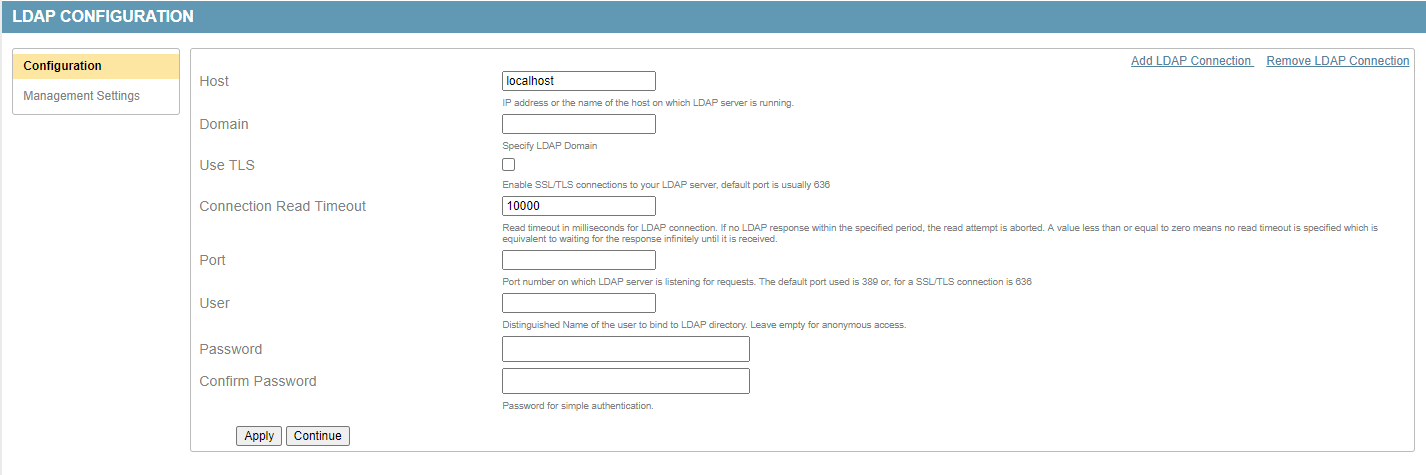 LDAP CONFIGURATION
Configuration
Management Settings
Add LDAP Connection Remove LDAP Connection
Host localhost
IP address or the name of the host on which LDAP server is running.
Domain
Specify LDAP Domain
Use TLS
Enable SSL/TLS connections to your LDAP server, default port is usually 636
Connection Read Timeout 10000
Read timeout in milliseconds for LDAP connection. If no LDAP response within the specified period, the read attempt is aborted. A value less than or equal to zero means no read timeout is specified which is
equivalent to waiting for the response infinitely until it is received.
Port
Port number on which LDAP server is listening for requests. The default port used is 389 or, for a SSL/TLS connection is 636
User
Distinguished Name of the user to bind to LDAP directory. Leave empty for anonymous access.
Password
Confirm Password
Password for simple authentication.
Apply Continue